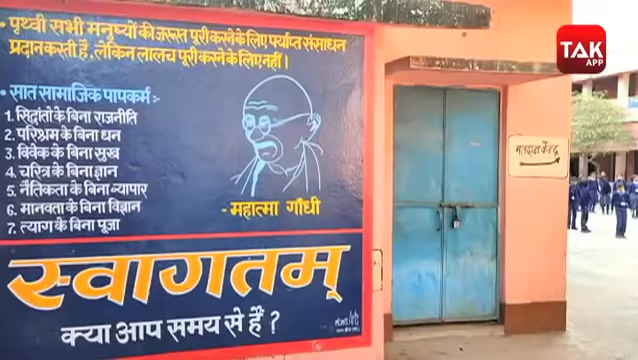 • पृथ्वी सभी मनुष्यों की जरूरत पूरी करने के लिए पर्याप्त संसाधन
प्रदान करती है, लेकिन लालच पूरी करने के लिए नहीं।
• सात सामाजिक पापकर्म :-
1. सिद्धांतो के बिना राजनीति
2. परिश्रम के बिना धन
3. विवेक के बिना सुख
4. चरित्र के बिना ज्ञान
5. नैतिकता के बिना व्यापार
6. मानवता के बिना विज्ञान
7. त्याग के बिना पूजा
- महात्मा गाँधी
स्वागतम्
क्या आप समय से हैं ?
मतदान केंद्र
TAK
APP